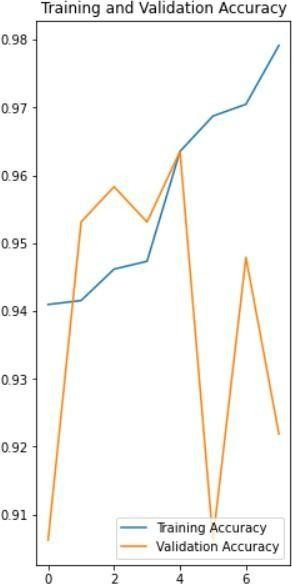 Training and Validation Accuracy
0.98
0.97
0.96
0.95
0.94
0.93
0.92
0.91
Training Accuracy
Validation Accuracy
0 2 4 6